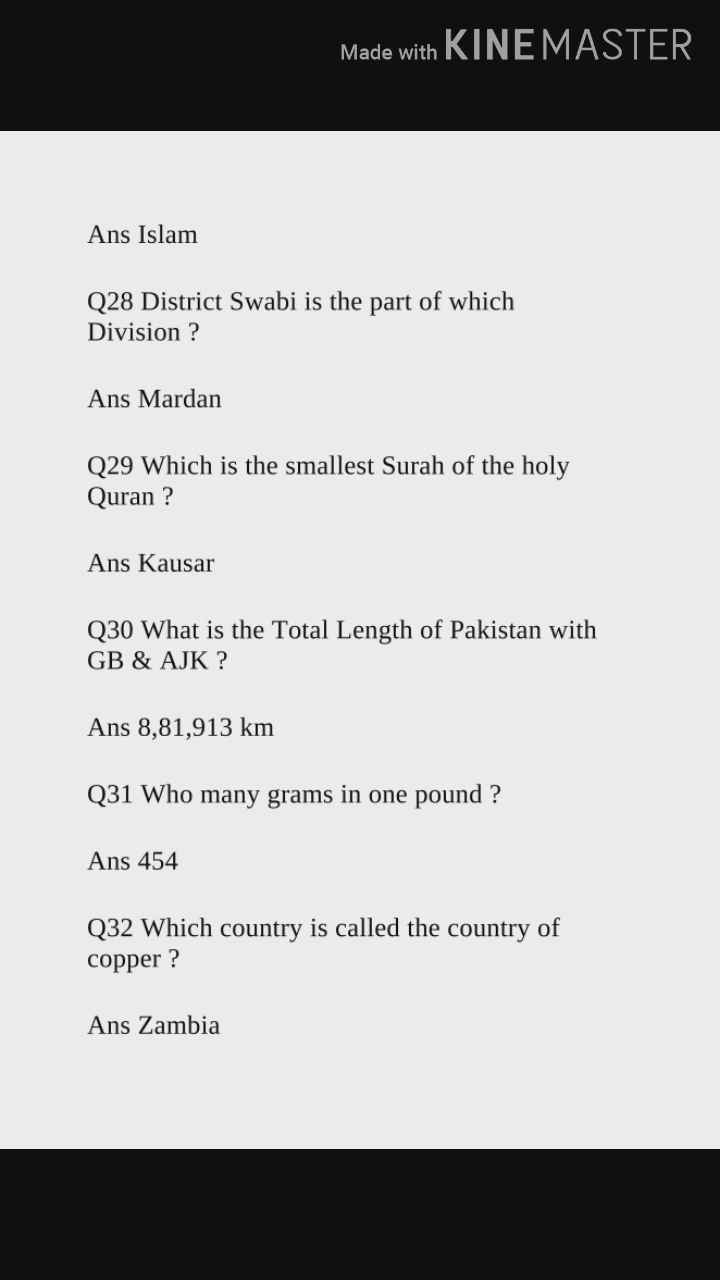 Made with KINEMASTER
Ans Islam
Q28 District Swabi is the part of which
Division ?
Ans Mardan
Q29 Which is the smallest Surah of the holy
Quran ?
Ans Kausar
Q30 What is the Total Length of Pakistan with
GB & AJK ?
Ans 8,81,913 km
Q31 Who many grams in one pound ?
Ans 454
Q32 Which country is called the country of
copper ?
Ans Zambia